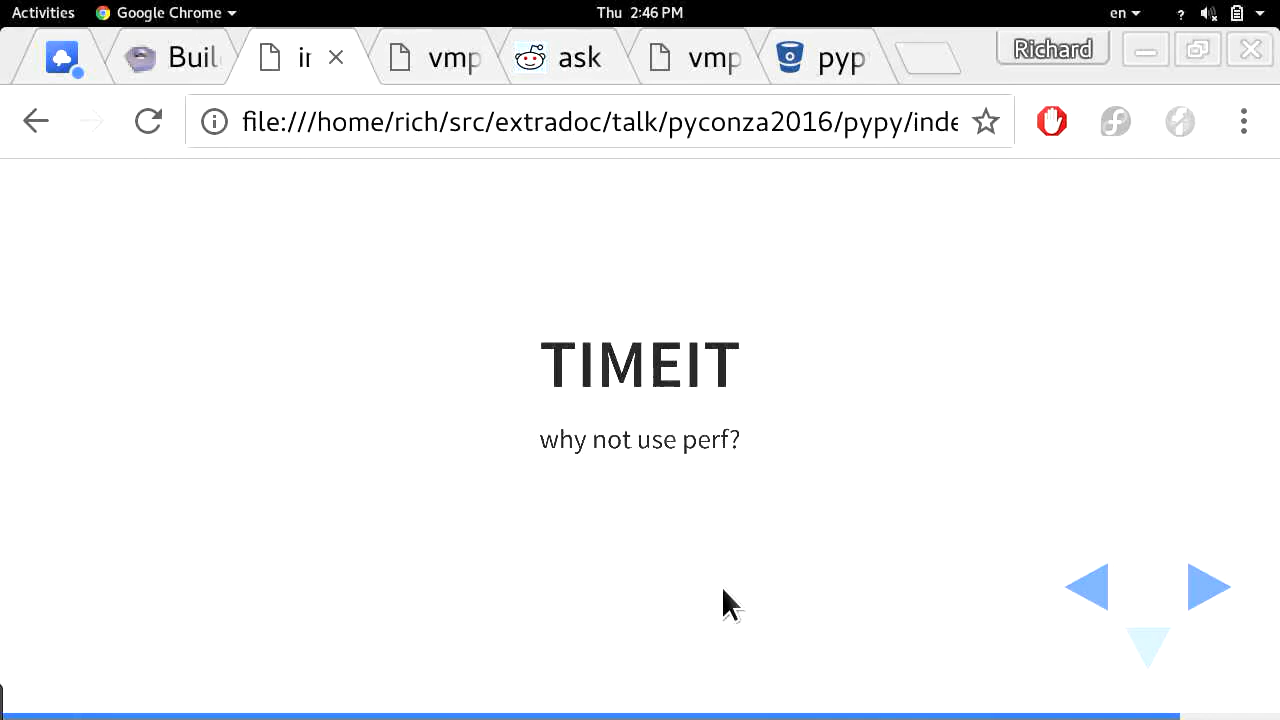 Activities Google Chrome Thu 2:46 PM en ?
Buil ir vmp ask vmp pyp Richard
file:///home/rich/src/extradoc/talk/pyconza2016/pypy/inde
TIMEIT
why not use perf?